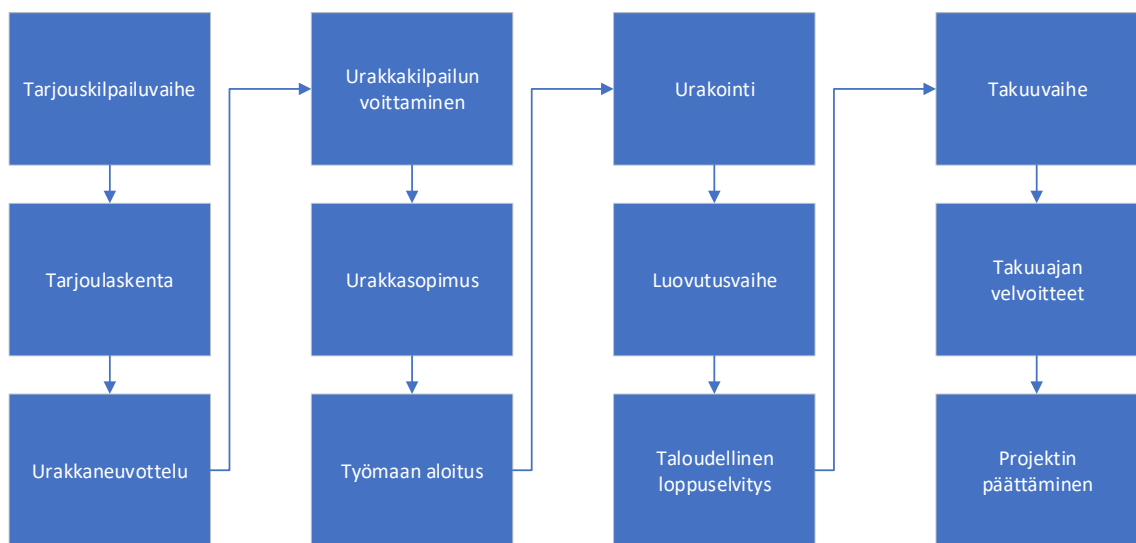 Tarjouskilpailuvaihe
Tarjoulaskenta
Urakkaneuvottelu
Urakkakilpailun
voittaminen
Urakkasopimus
Työmaan aloitus
Urakointi
Luovutusvaihe
Taloudellinen
loppuselvitys
Takuuvaihe
Takuuajan
velvoitteet
Projektin
päättäminen